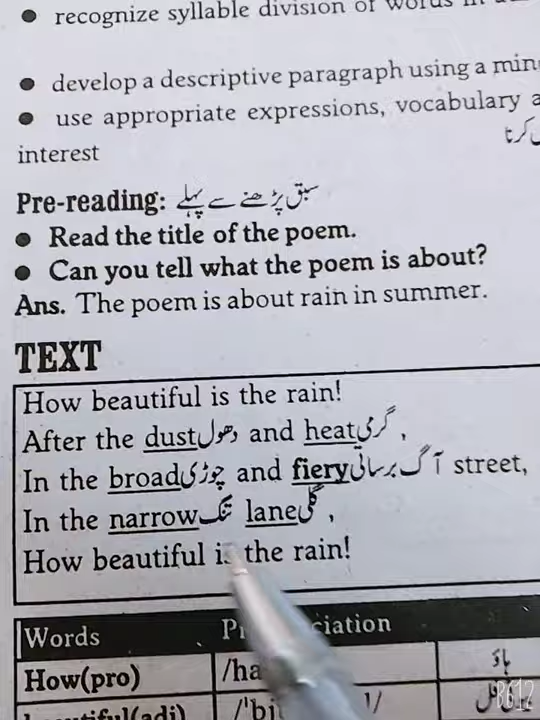 ● recognize syllable division of words in
● develop a descriptive paragraph using a
● use appropriate expressions, vocabulary
interest
Pre-reading: سبق پڑھنے سے پہلے
● Read the title of the poem.
● Can you tell what the poem is about?
Ans. The poem is about rain in summer.
TEXT
How beautiful is the rain!
After the dust دھول and heat گرمی,
In the broad چوڑی and fiery آگ برساتی street,
In the narrow تنگ lane گلی,
How beautiful is the rain!
Words
How(pro) /ha ہاؤ
/ˈbi
B612